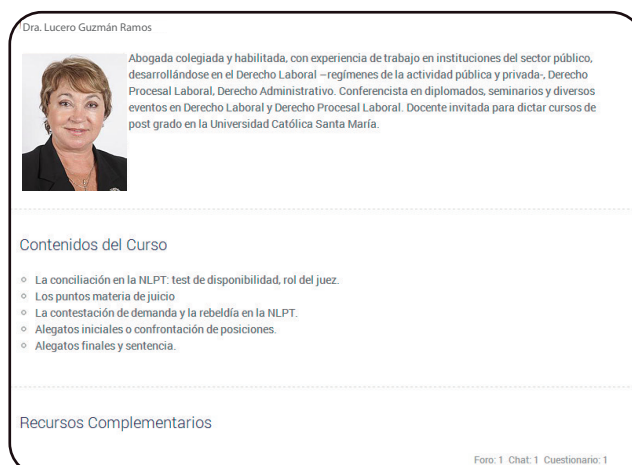 Dra. Lucero Guzmán Ramos
Abogada colegiada y habilitada, con experiencia de trabajo en instituciones del sector público,
desarrollándose en el Derecho Laboral –regímenes de la actividad pública y privada-, Derecho
Procesal Laboral, Derecho Administrativo. Conferencista en diplomados, seminarios y diversos
eventos en Derecho Laboral y Derecho Procesal Laboral. Docente invitada para dictar cursos de
post grado en la Universidad Católica Santa María.
Contenidos del Curso
La conciliación en la NLPT: test de disponibilidad, rol del juez.
Los puntos materia de juicio
La contestación de demanda y la rebeldía en la NLPT.
Alegatos iniciales o confrontación de posiciones.
Alegatos finales y sentencia.
Recursos Complementarios
Foro: 1 Chat: 1 Cuestionario: 1